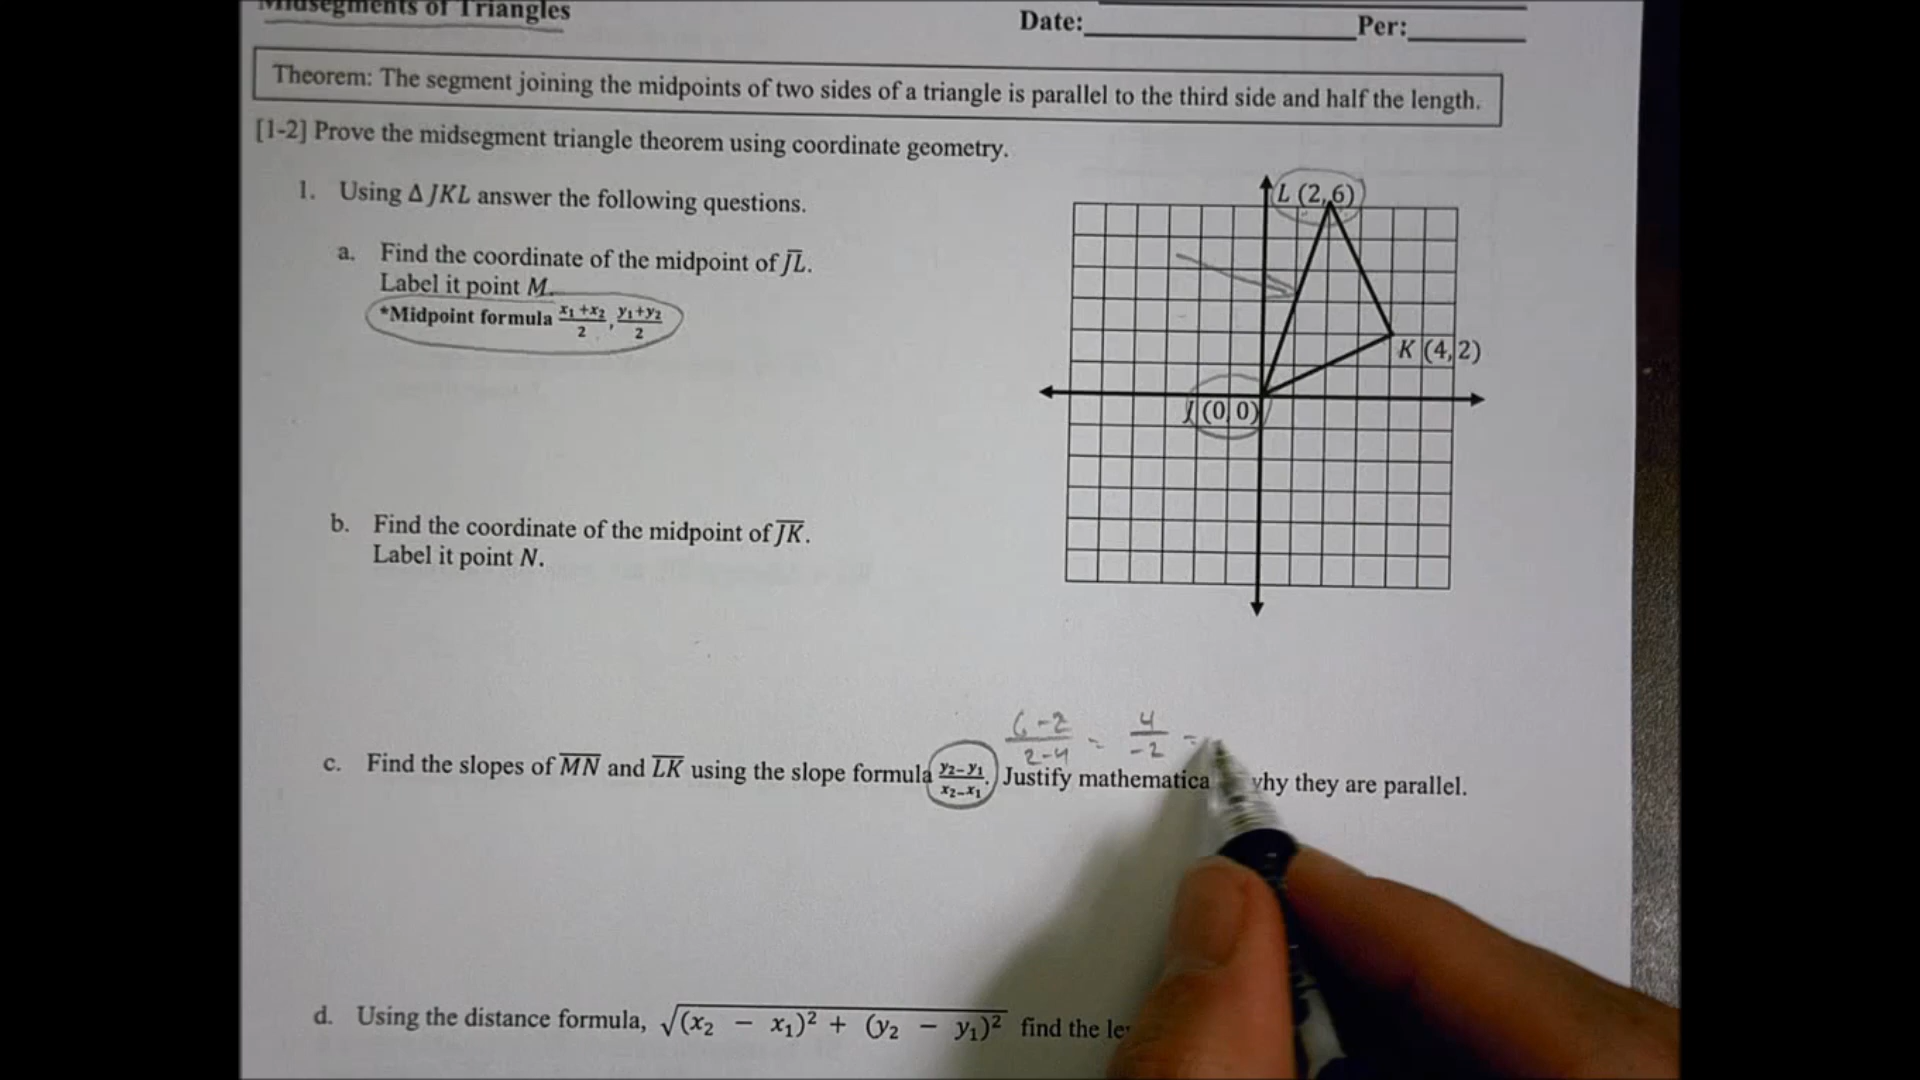 Midsegments of Triangles
Date:____________ Per:______
Theorem: The segment joining the midpoints of two sides of a triangle is parallel to the third side and half the length.
[1-2] Prove the midsegment triangle theorem using coordinate geometry.
1. Using Δ JKL answer the following questions.
a. Find the coordinate of the midpoint of J̅L̅.
Label it point M.
*Midpoint formula (x₁+x₂)/2, (y₁+y₂)/2
L (2,6)
K (4,2)
J (0,0)
b. Find the coordinate of the midpoint of J̅K̅.
Label it point N.
6-2/2-4 = 4/-2 =
c. Find the slopes of M̅N̅ and L̅K̅ using the slope formula (y₂−y₁)/(x₂−x₁). Justify mathematica why they are parallel.
d. Using the distance formula, √(x₂ − x₁)² + (y₂ − y₁)² find the le